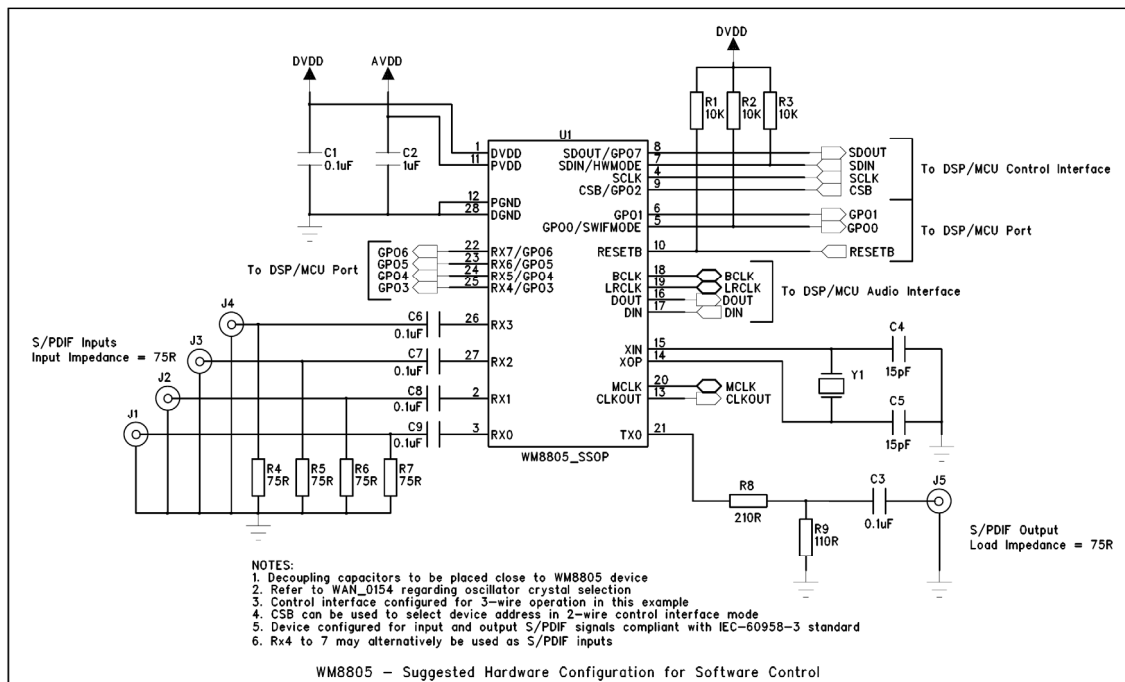 DVDD
DVDD AVDD
R1 10K R2 10K R3 10K
C1 0.1uF
C2 1uF
U1
1 DVDD
11 PVDD
12 PGND
28 DGND
SDOUT/GPO7 8 SDOUT
SDIN/HWMODE 7 SDIN
SCLK 4 SCLK
CSB/GPO2 9 CSB
To DSP/MCU Control Interface
GPO1 6 GPO1
GPO0/SWIFMODE 5 GPO0
To DSP/MCU Port
RESETB 10 RESETB
To DSP/MCU Port
GPO6 22 RX7/GPO6
GPO5 23 RX6/GPO5
GPO4 24 RX5/GPO4
GPO3 25 RX4/GPO3
BCLK 18 BCLK
LRCLK 19 LRCLK
DOUT 16 DOUT
DIN 17 DIN
To DSP/MCU Audio Interface
S/PDIF Inputs
Input Impedance = 75R
J4 C6 0.1uF 26 RX3
J3 C7 0.1uF 27 RX2
J2 C8 0.1uF 2 RX1
J1 C9 0.1uF 3 RX0
XIN 15
XOP 14
C4 15pF
Y1
C5 15pF
MCLK 20 MCLK
CLKOUT 13 CLKOUT
TX0 21
WM8805_SSOP
R4 75R R5 75R R6 75R R7 75R
R8 210R
R9 110R
C3 0.1uF
J5
S/PDIF Output
Load Impedance = 75R
NOTES:
1. Decoupling capacitors to be placed close to WM8805 device
2. Refer to WAN_0154 regarding oscillator crystal selection
3. Control interface configured for 3-wire operation in this example
4. CSB can be used to select device address in 2-wire control interface mode
5. Device configured for input and output S/PDIF signals compliant with IEC-60958-3 standard
6. Rx4 to 7 may alternatively be used as S/PDIF inputs
WM8805 - Suggested Hardware Configuration for Software Control